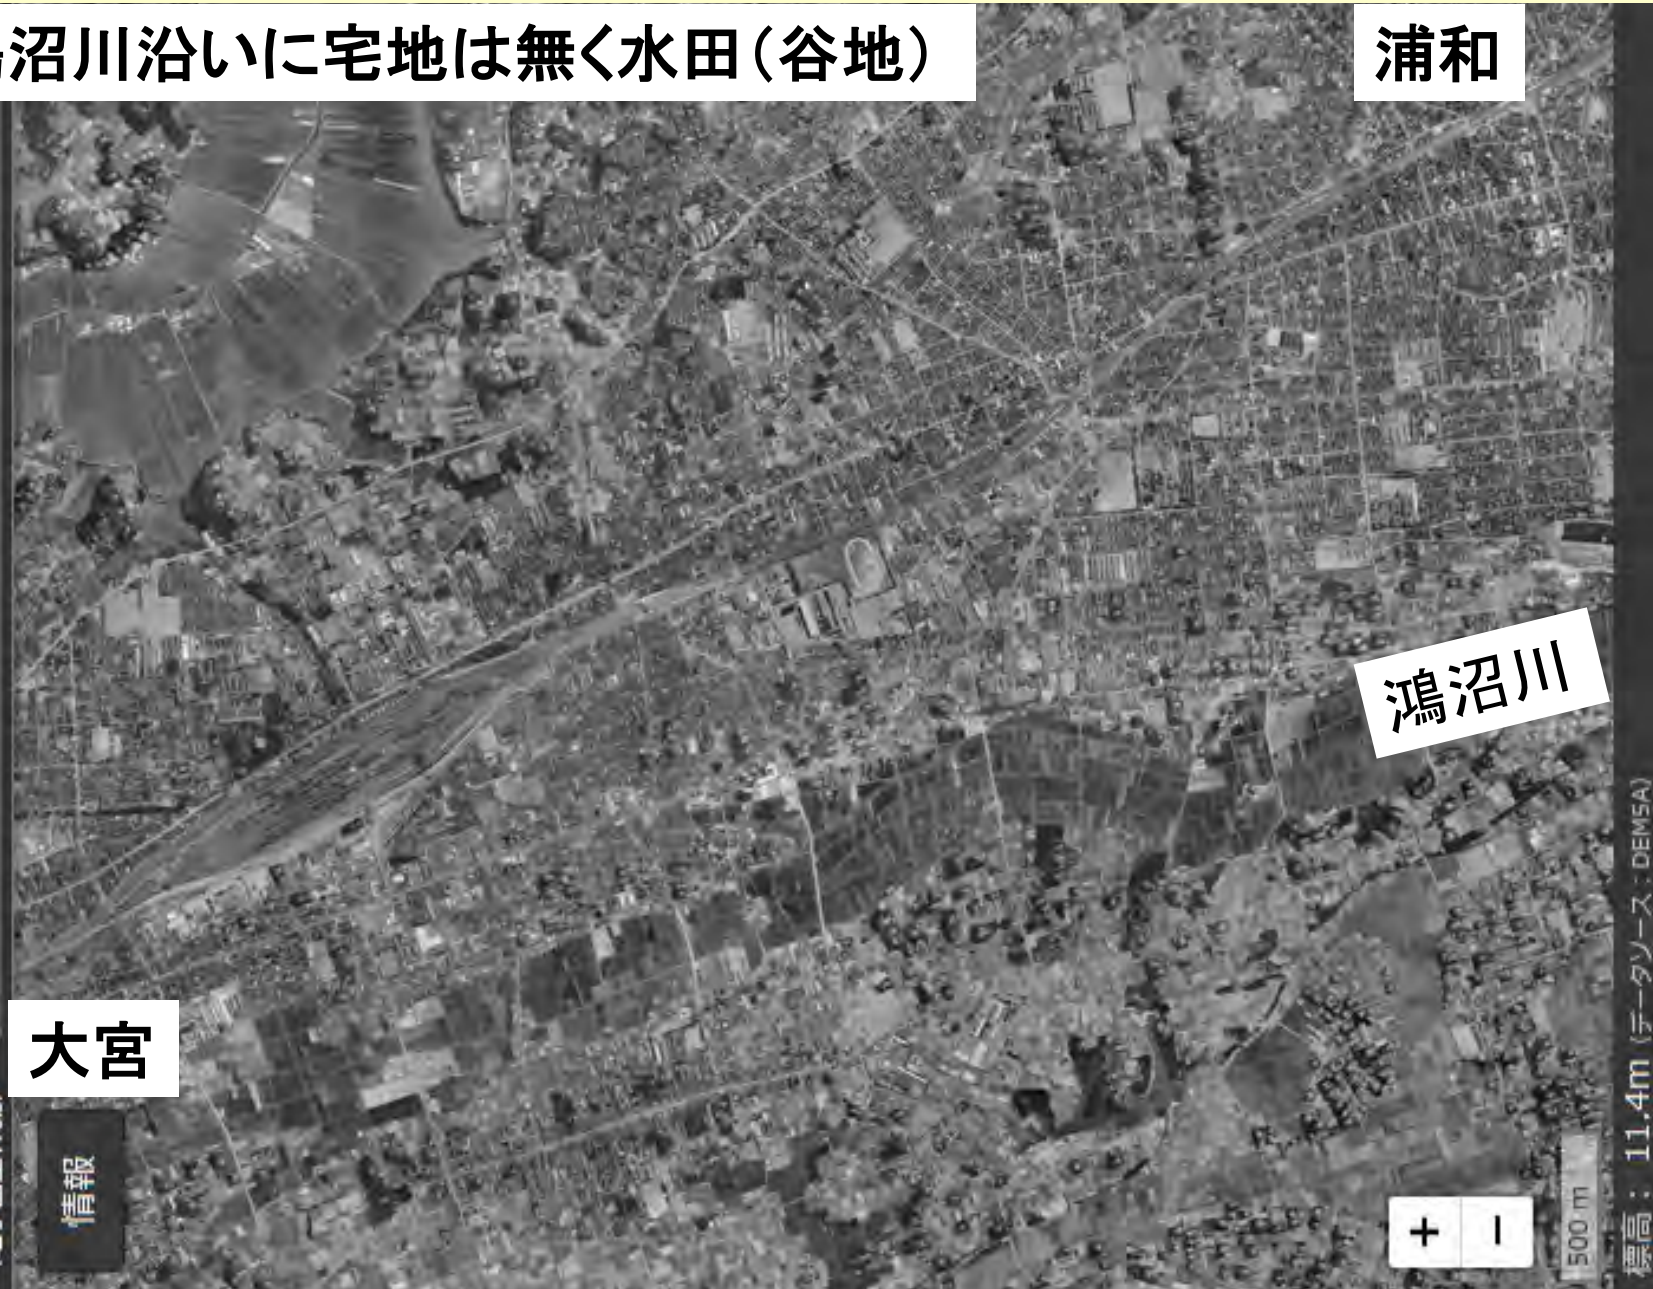 沼川沿いに宅地は無く水田（谷地）
浦和
鴻沼川
大宮
情報
+
−
500 m
標高： 11.4m (データソース：DEM5A)